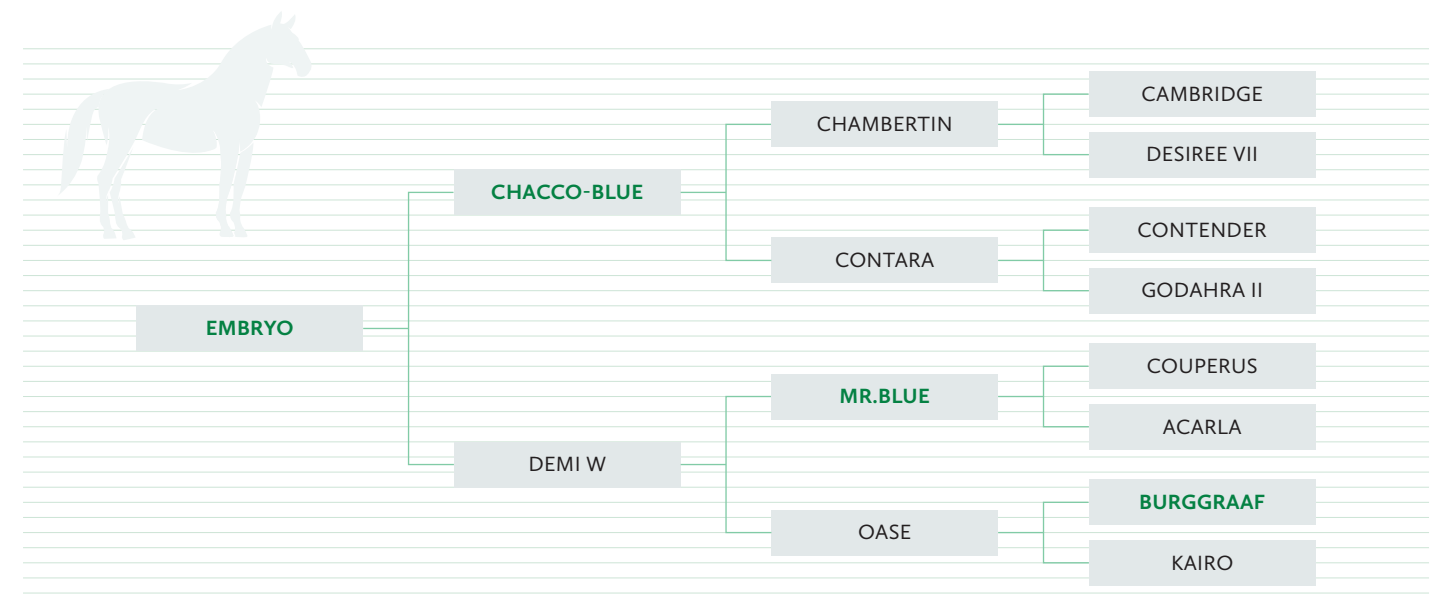 CAMBRIDGE
CHAMBERTIN
DESIREE VII
CHACCO-BLUE
CONTENDER
CONTARA
GODAHRA II
EMBRYO
COUPERUS
MR.BLUE
ACARLA
DEMI W
BURGGRAAF
OASE
KAIRO